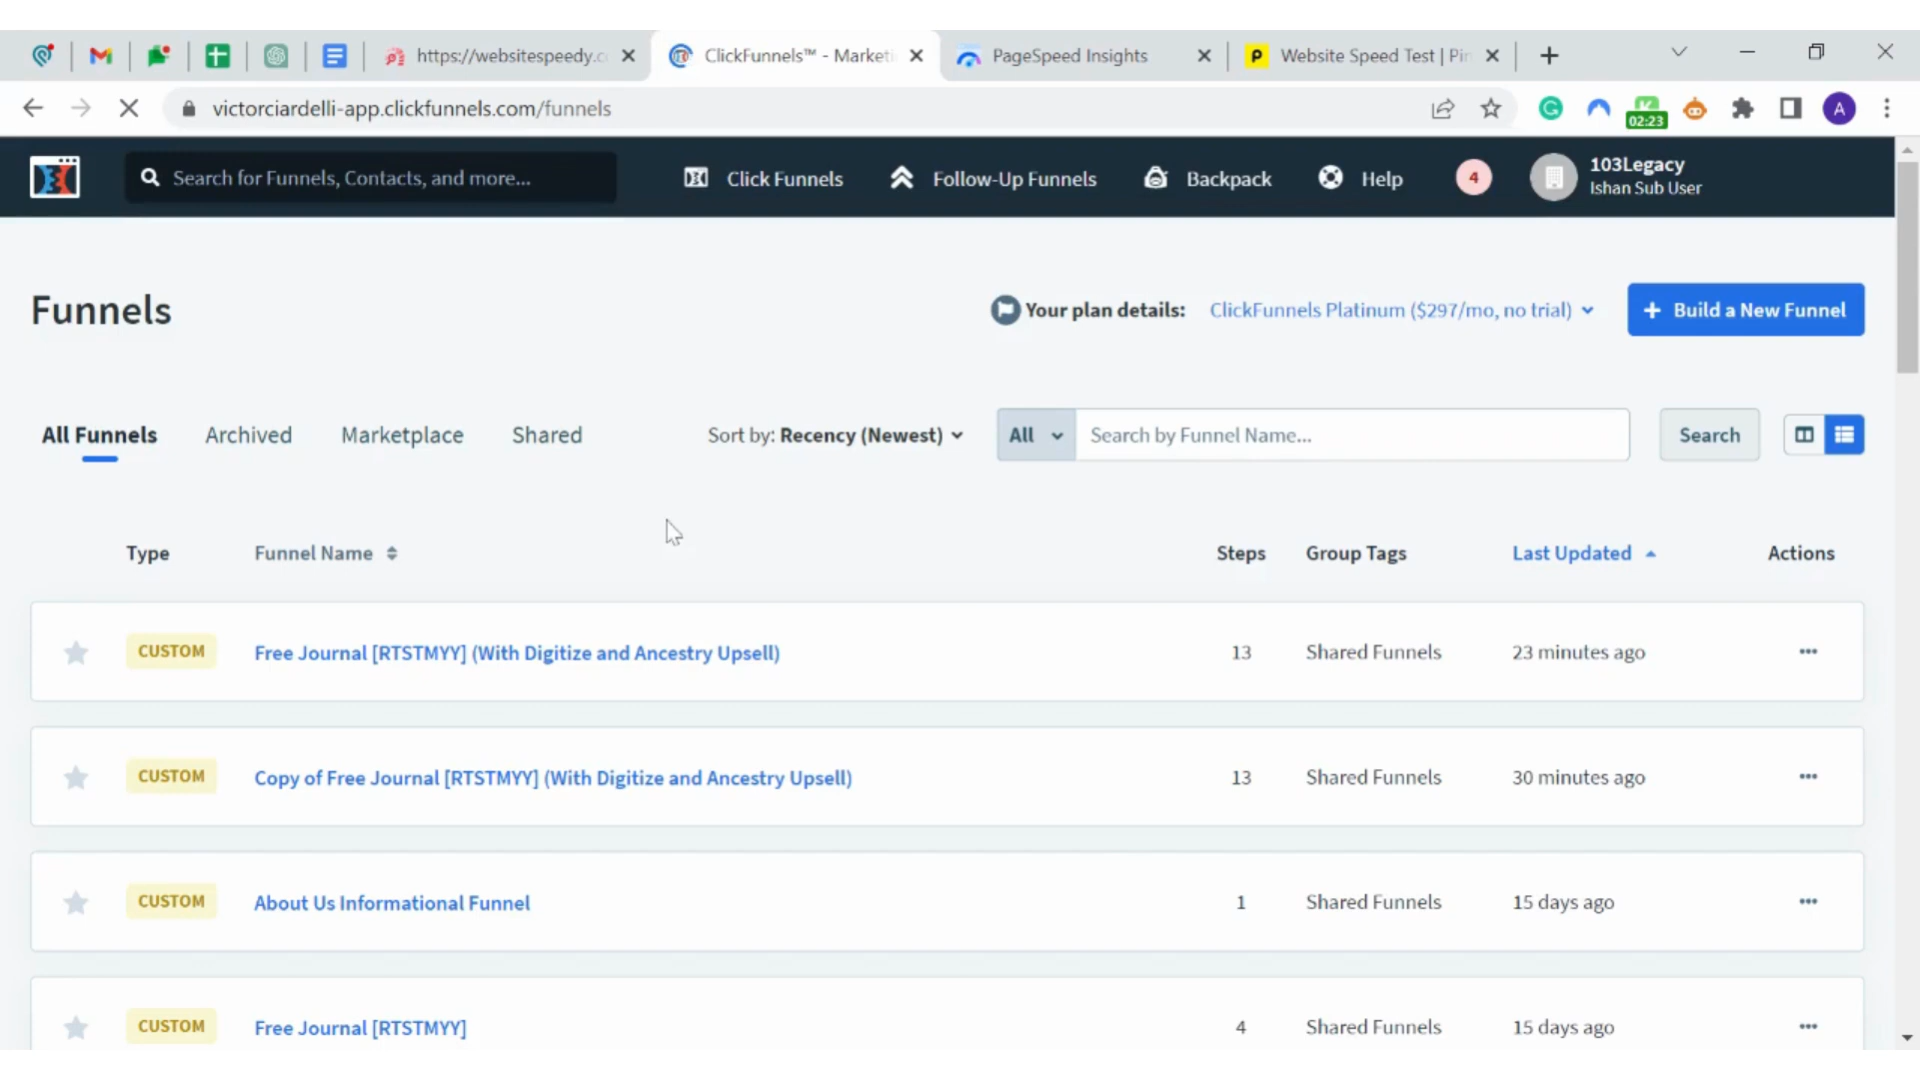 https://websitespeedy.c
ClickFunnels™ - Marketi
PageSpeed Insights
Website Speed Test | Pin
victorciardelli-app.clickfunnels.com/funnels
02:23
A
Search for Funnels, Contacts, and more...
Click Funnels
Follow-Up Funnels
Backpack
Help
4
103Legacy
Ishan Sub User
Funnels
Your plan details: ClickFunnels Platinum ($297/mo, no trial)
+ Build a New Funnel
All Funnels Archived Marketplace Shared
Sort by: Recency (Newest)
All
Search by Funnel Name...
Search
Type Funnel Name Steps Group Tags Last Updated Actions
CUSTOM Free Journal [RTSTMYY] (With Digitize and Ancestry Upsell) 13 Shared Funnels 23 minutes ago
CUSTOM Copy of Free Journal [RTSTMYY] (With Digitize and Ancestry Upsell) 13 Shared Funnels 30 minutes ago
CUSTOM About Us Informational Funnel 1 Shared Funnels 15 days ago
CUSTOM Free Journal [RTSTMYY] 4 Shared Funnels 15 days ago